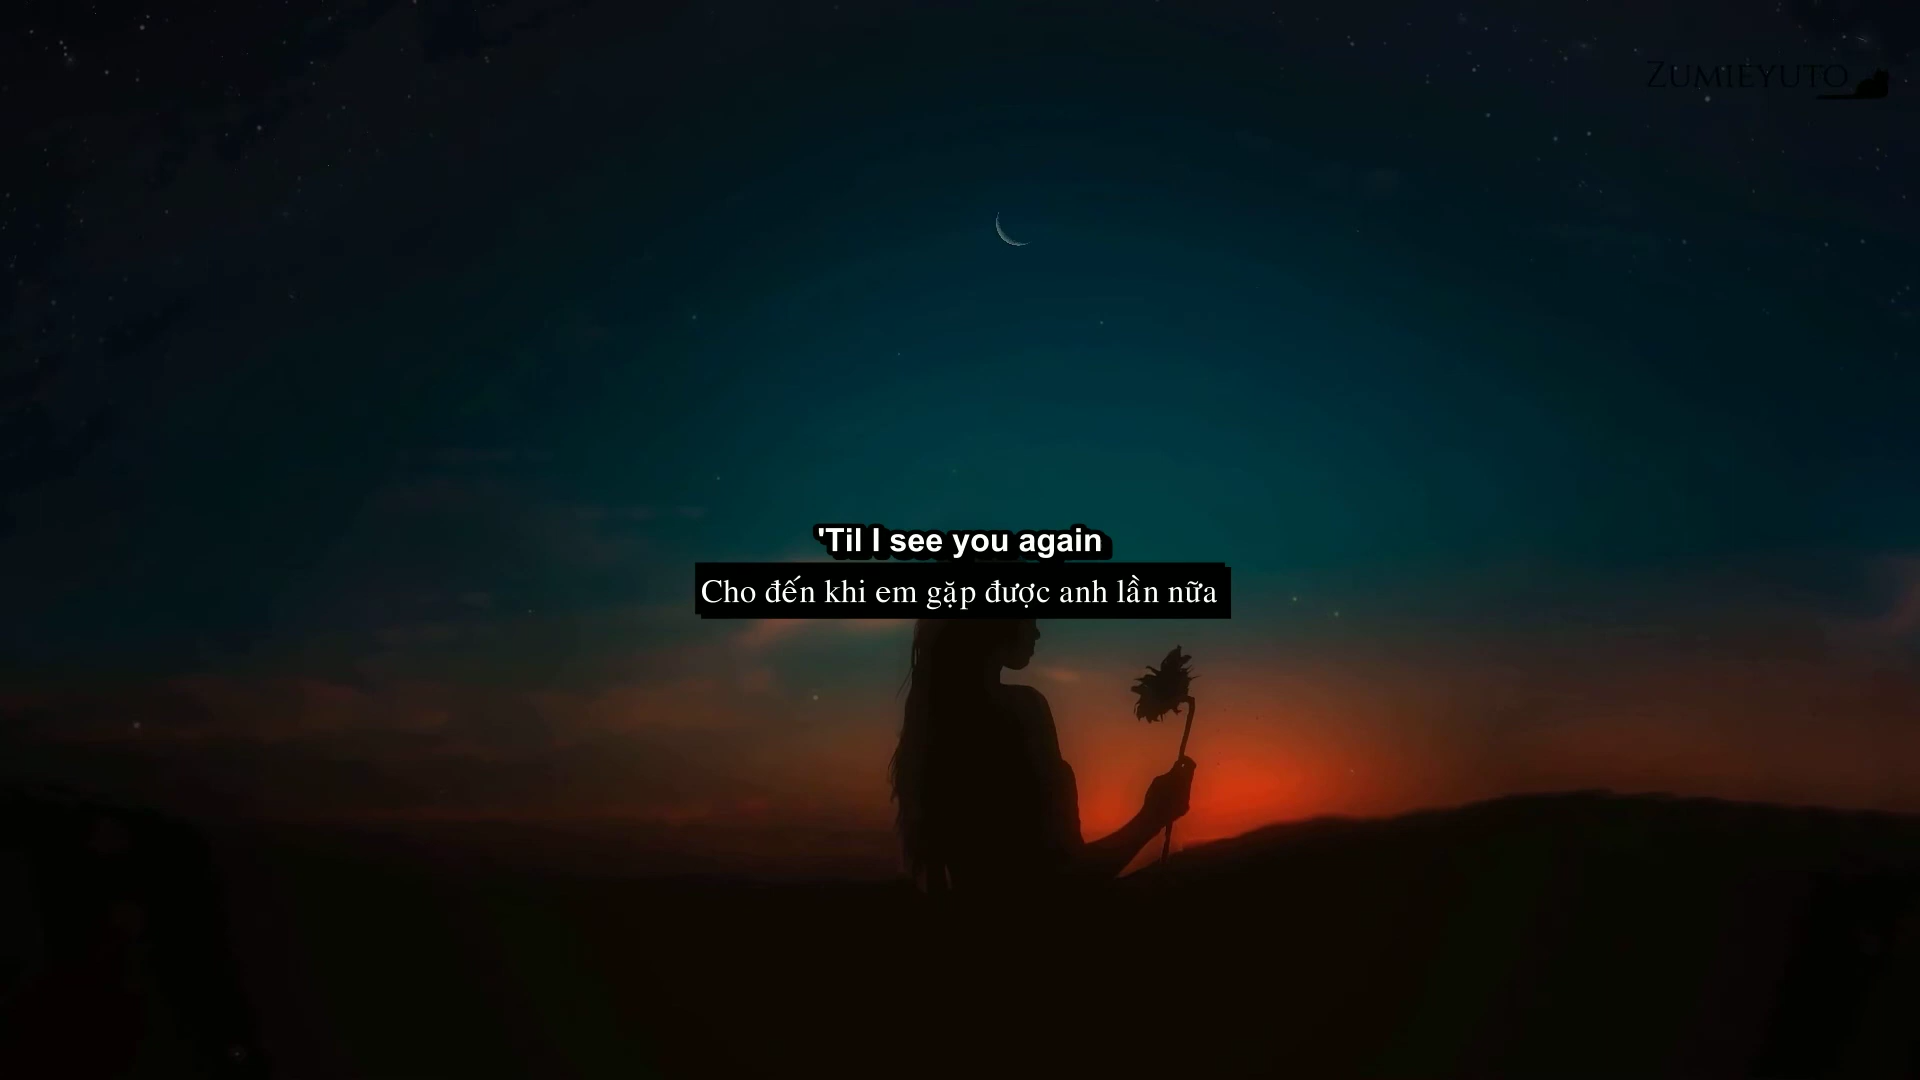 ZUMIEYUTO
'Til I see you again
Cho đến khi em gặp được anh lần nữa